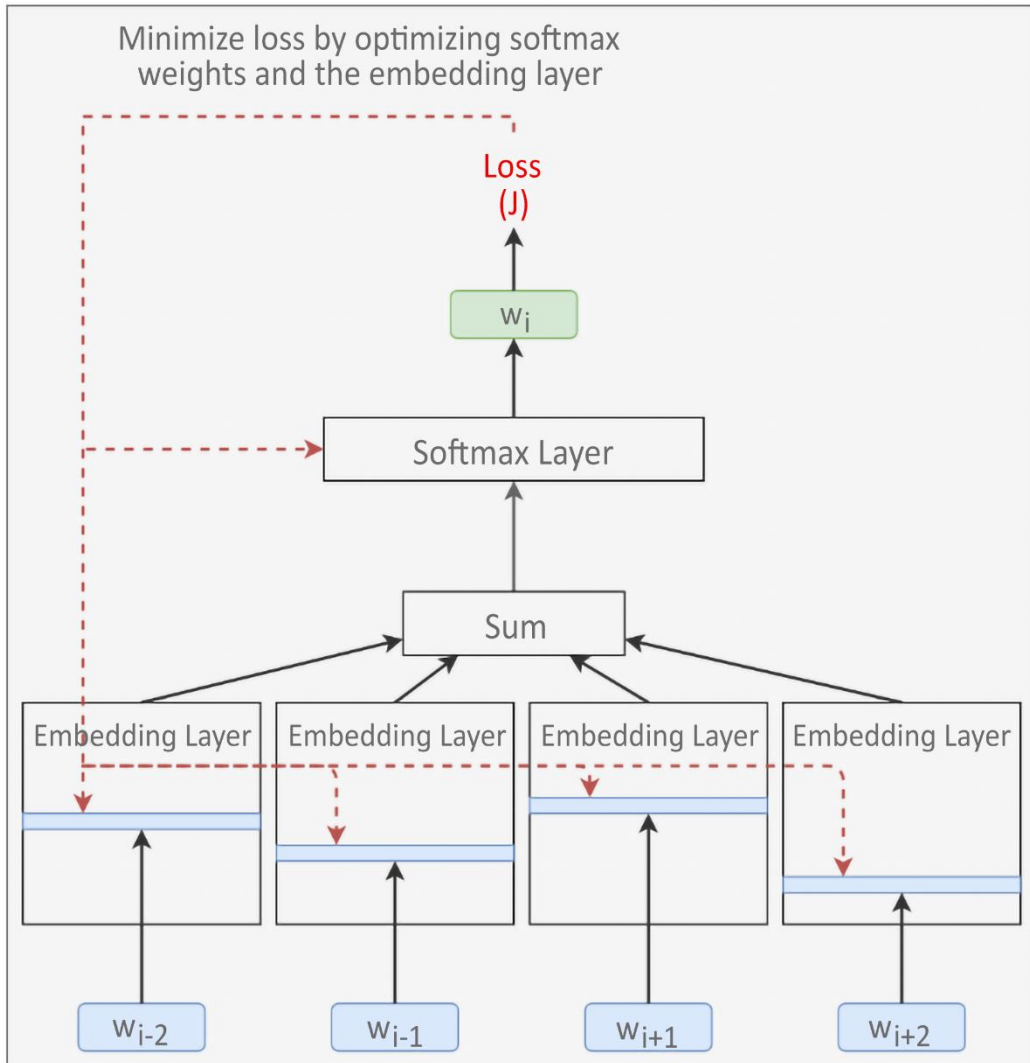 Minimize loss by optimizing softmax
weights and the embedding layer
Loss
(J)
wi
Softmax Layer
Sum
Embedding Layer
Embedding Layer
Embedding Layer
Embedding Layer
wi-2
wi-1
wi+1
wi+2